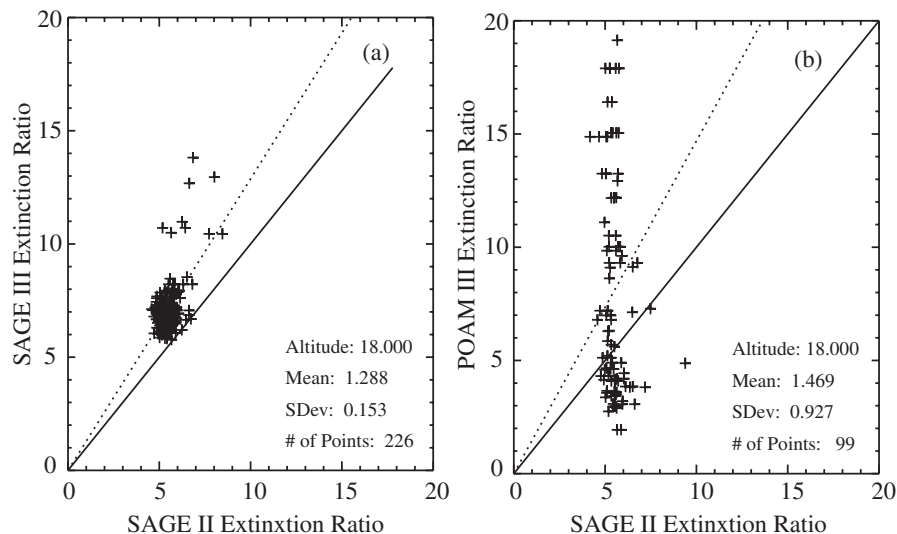 20
15
10
5
0
SAGE III Extinction Ratio
(a)
Altitude: 18.000
Mean: 1.288
SDev: 0.153
# of Points: 226
0 5 10 15 20
SAGE II Extinxtion Ratio
20
15
10
5
0
POAM III Extinction Ratio
(b)
Altitude: 18.000
Mean: 1.469
SDev: 0.927
# of Points: 99
0 5 10 15 20
SAGE II Extinxtion Ratio